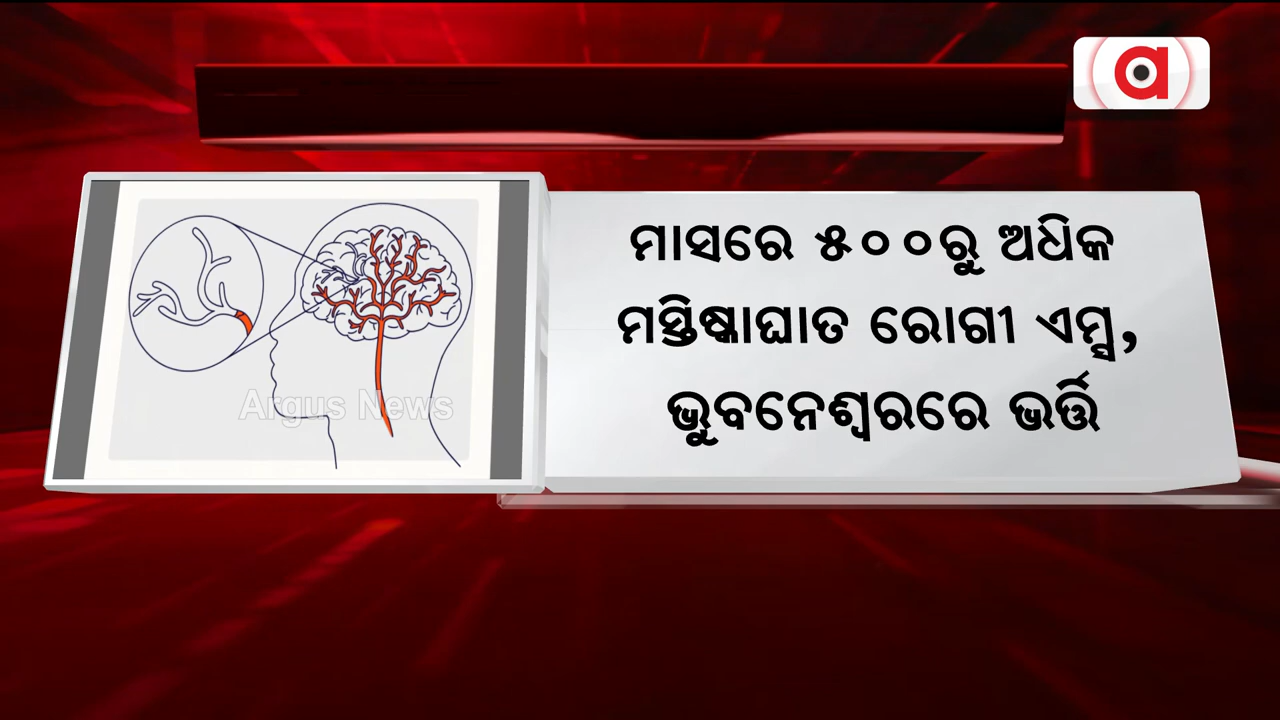 ମାସରେ ୫୦୦ରୁ ଅଧିକ
ମସ୍ତିଷ୍କାଘାତ ରୋଗୀ ଏମ୍ସ,
ଭୁବନେଶ୍ୱରରେ ଭର୍ତ୍ତି
Argus News
a